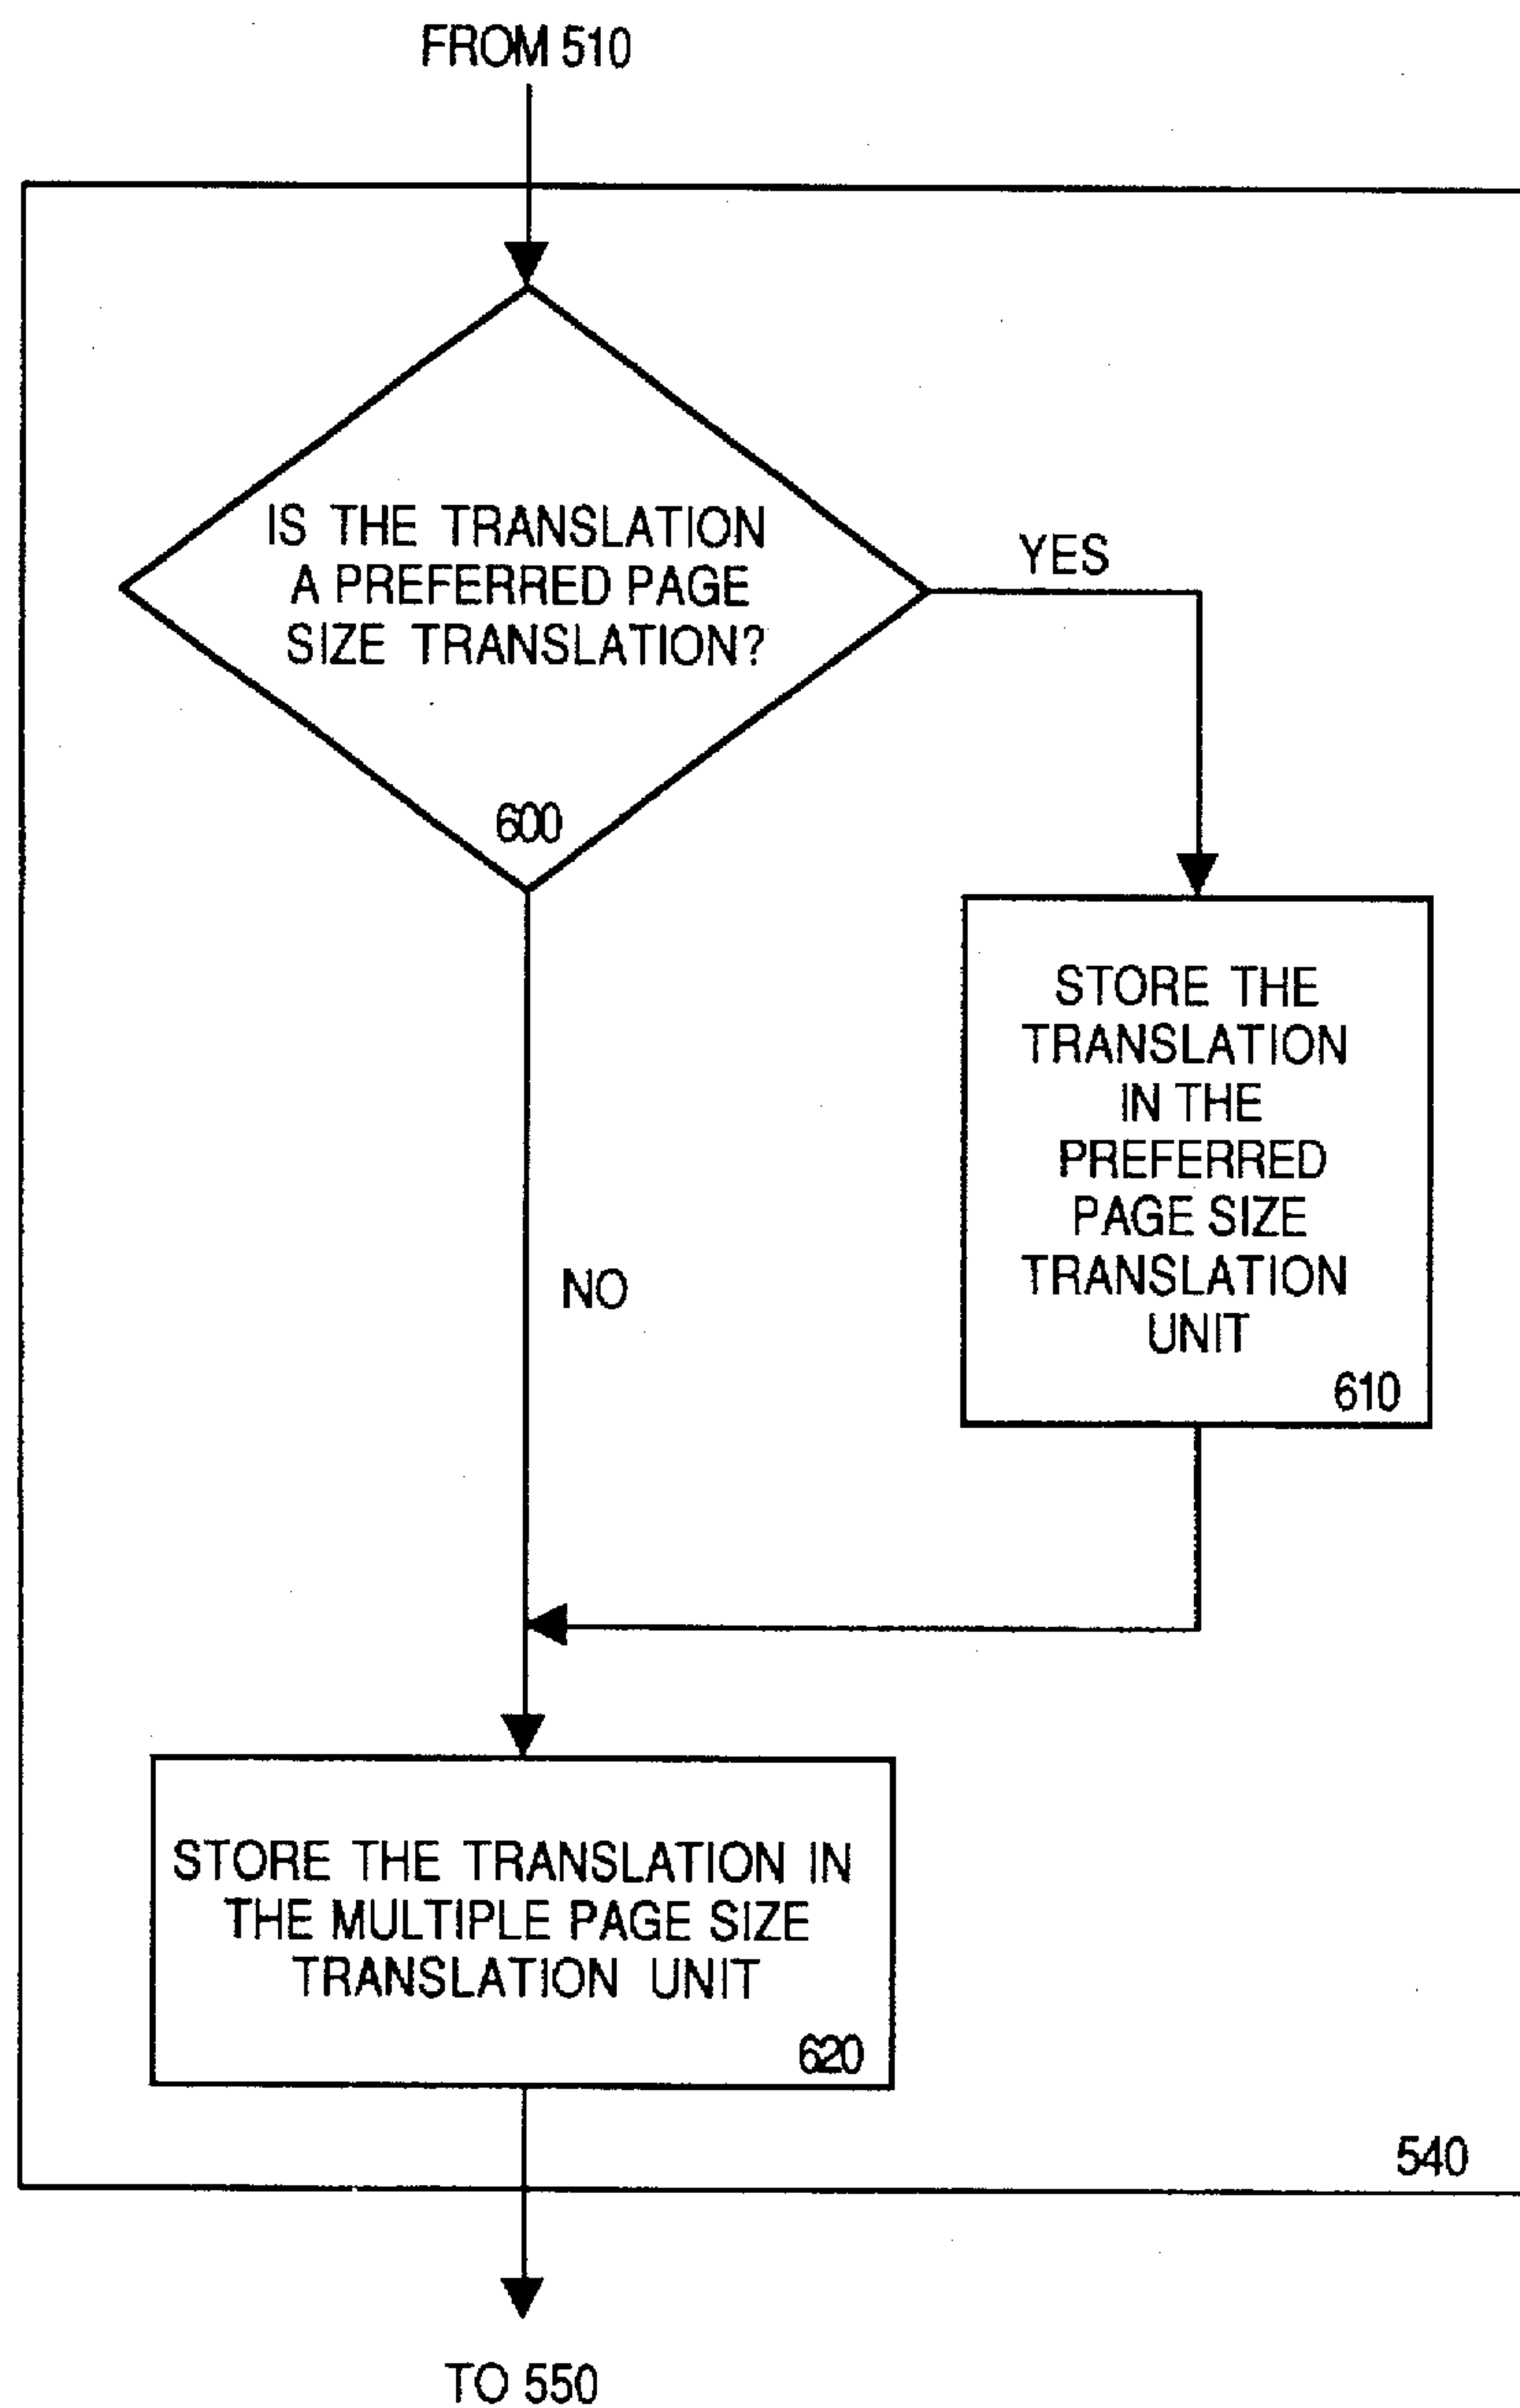 FROM 510
IS THE TRANSLATION
A PREFERRED PAGE
SIZE TRANSLATION?
600
YES
STORE THE
TRANSLATION
IN THE
PREFERRED
PAGE SIZE
TRANSLATION
UNIT
610
NO
STORE THE TRANSLATION IN
THE MULTIPLE PAGE SIZE
TRANSLATION UNIT
620
540
TO 550